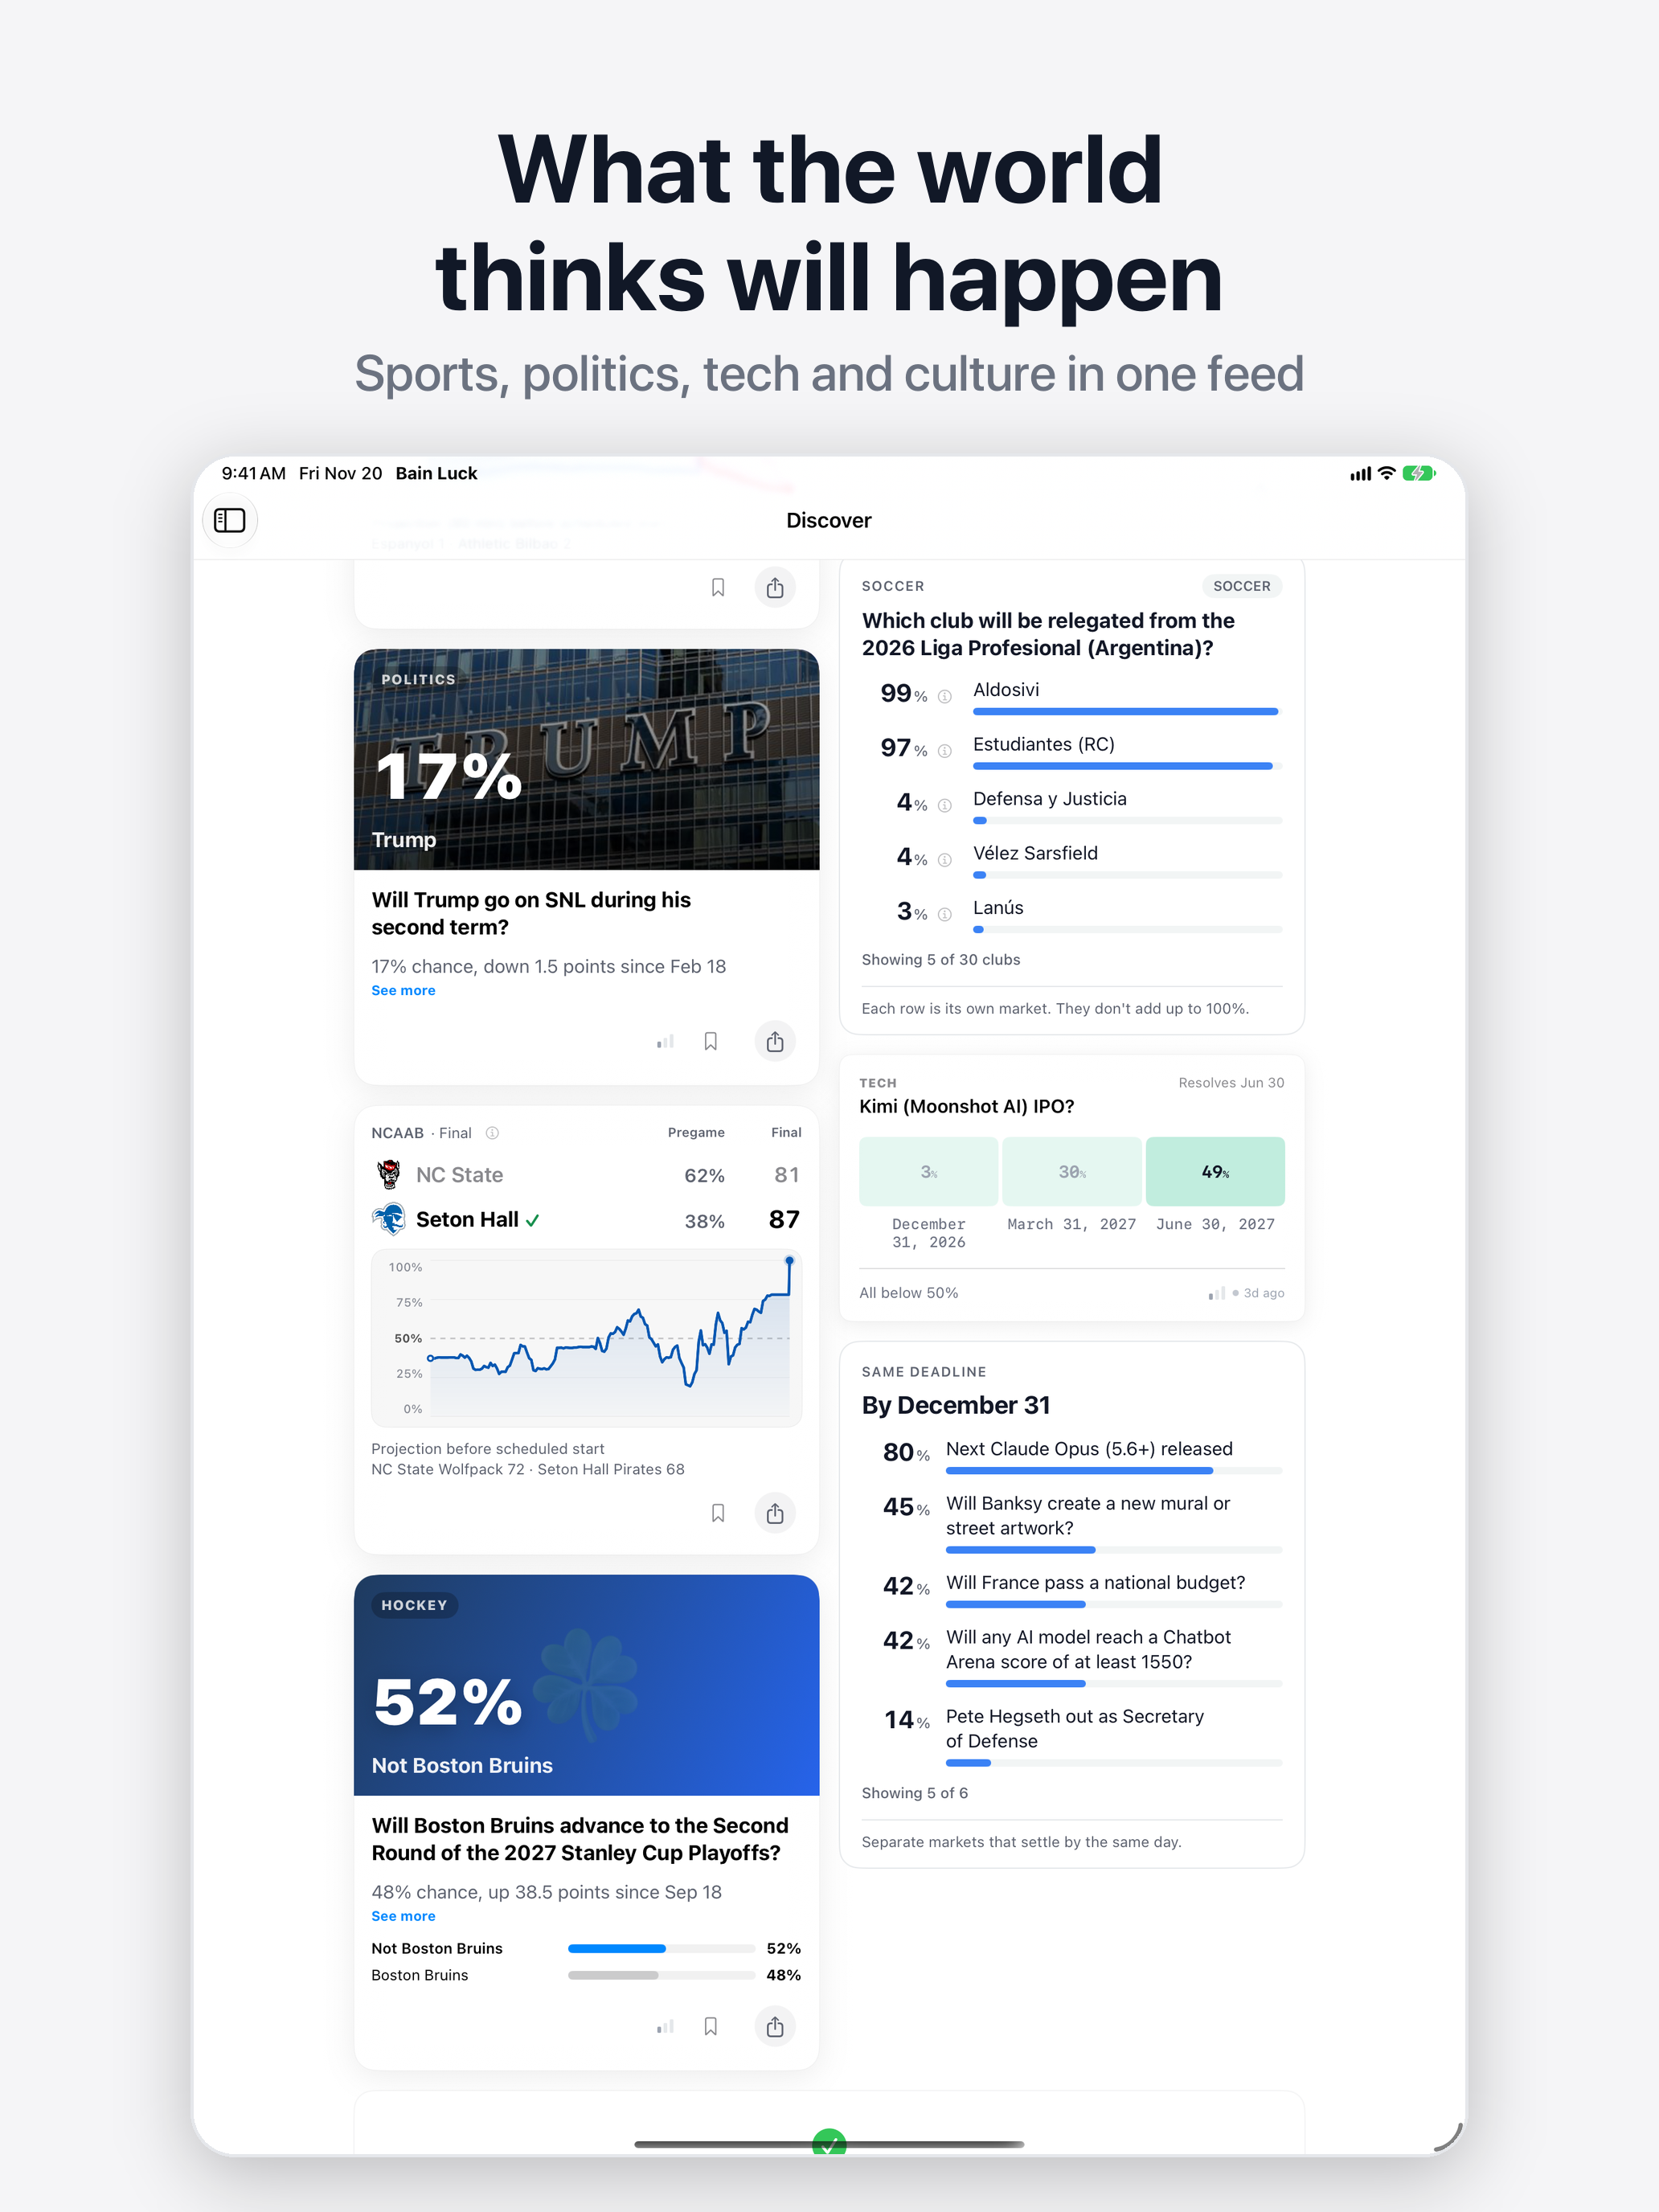 What the world
thinks will happen
Sports, politics, tech and culture in one feed
9:41 AM Fri Nov 20 Bain Luck
Discover
Espanyol 1 Athletic Bilbao 2
POLITICS
TRUMP
17%
Trump
Will Trump go on SNL during his
second term?
17% chance, down 1.5 points since Feb 18
See more
NCAAB · Final Pregame Final
NC State 62% 81
Seton Hall 38% 87
100%
75%
50%
25%
0%
Projection before scheduled start
NC State Wolfpack 72 · Seton Hall Pirates 68
HOCKEY
52%
Not Boston Bruins
Will Boston Bruins advance to the Second
Round of the 2027 Stanley Cup Playoffs?
48% chance, up 38.5 points since Sep 18
See more
Not Boston Bruins 52%
Boston Bruins 48%
SOCCER SOCCER
Which club will be relegated from the
2026 Liga Profesional (Argentina)?
99% Aldosivi
97% Estudiantes (RC)
4% Defensa y Justicia
4% Vélez Sarsfield
3% Lanús
Showing 5 of 30 clubs
Each row is its own market. They don't add up to 100%.
TECH Resolves Jun 30
Kimi (Moonshot AI) IPO?
3% 30% 49%
December March 31, 2027 June 30, 2027
31, 2026
All below 50% 3d ago
SAME DEADLINE
By December 31
80% Next Claude Opus (5.6+) released
45% Will Banksy create a new mural or
street artwork?
42% Will France pass a national budget?
42% Will any AI model reach a Chatbot
Arena score of at least 1550?
14% Pete Hegseth out as Secretary
of Defense
Showing 5 of 6
Separate markets that settle by the same day.